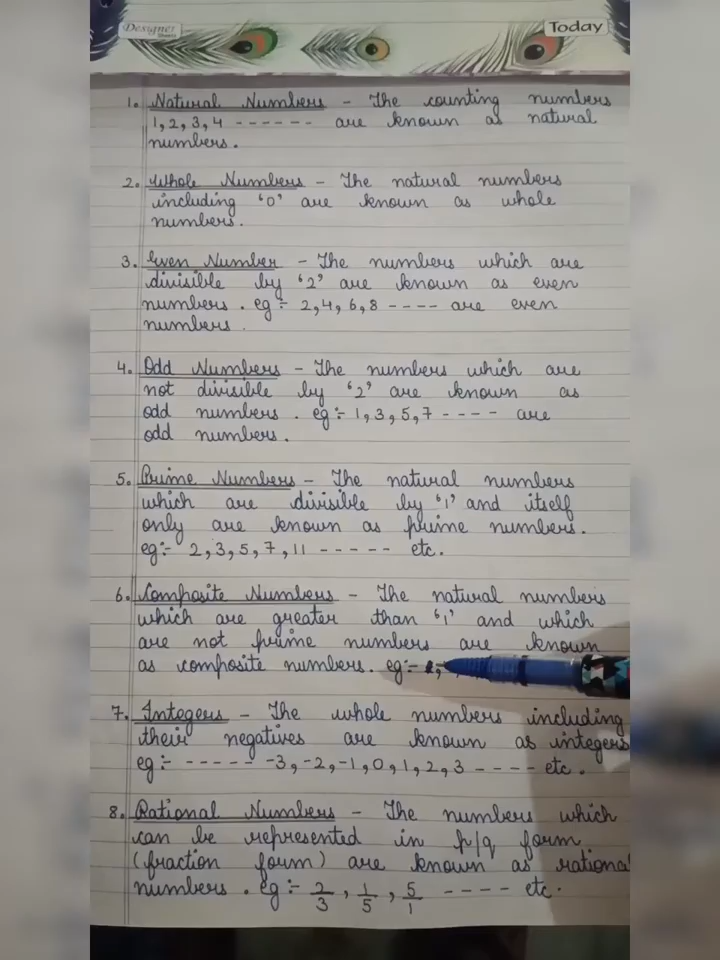 Designer
Sheets
Today
1. Natural Numbers - The counting numbers
1, 2, 3, 4 ------ are known as natural
numbers.
2. Whole Numbers - The natural numbers
including '0' are known as whole
numbers.
3. Even Number - The numbers which are
divisible by '2' are known as even
numbers. eg:- 2, 4, 6, 8 ---- are even
numbers.
4. Odd Numbers - The numbers which are
not divisible by '2' are known as
odd numbers. eg:- 1, 3, 5, 7 ---- are
odd numbers.
5. Prime Numbers - The natural numbers
which are divisible by '1' and itself
only are known as prime numbers.
eg:- 2, 3, 5, 7, 11 ----- etc.
6. Composite Numbers - The natural numbers
which are greater than '1' and which
are not prime numbers are known
as composite numbers. eg:-
7. Integers - The whole numbers including
their negatives are known as integers
eg:- ----- -3, -2, -1, 0, 1, 2, 3 ---- etc.
8. Rational Numbers - The numbers which
can be represented in p/q form
(fraction form) are known as rational
numbers. eg:- 2/3, 1/5, 5/1 ---- etc.